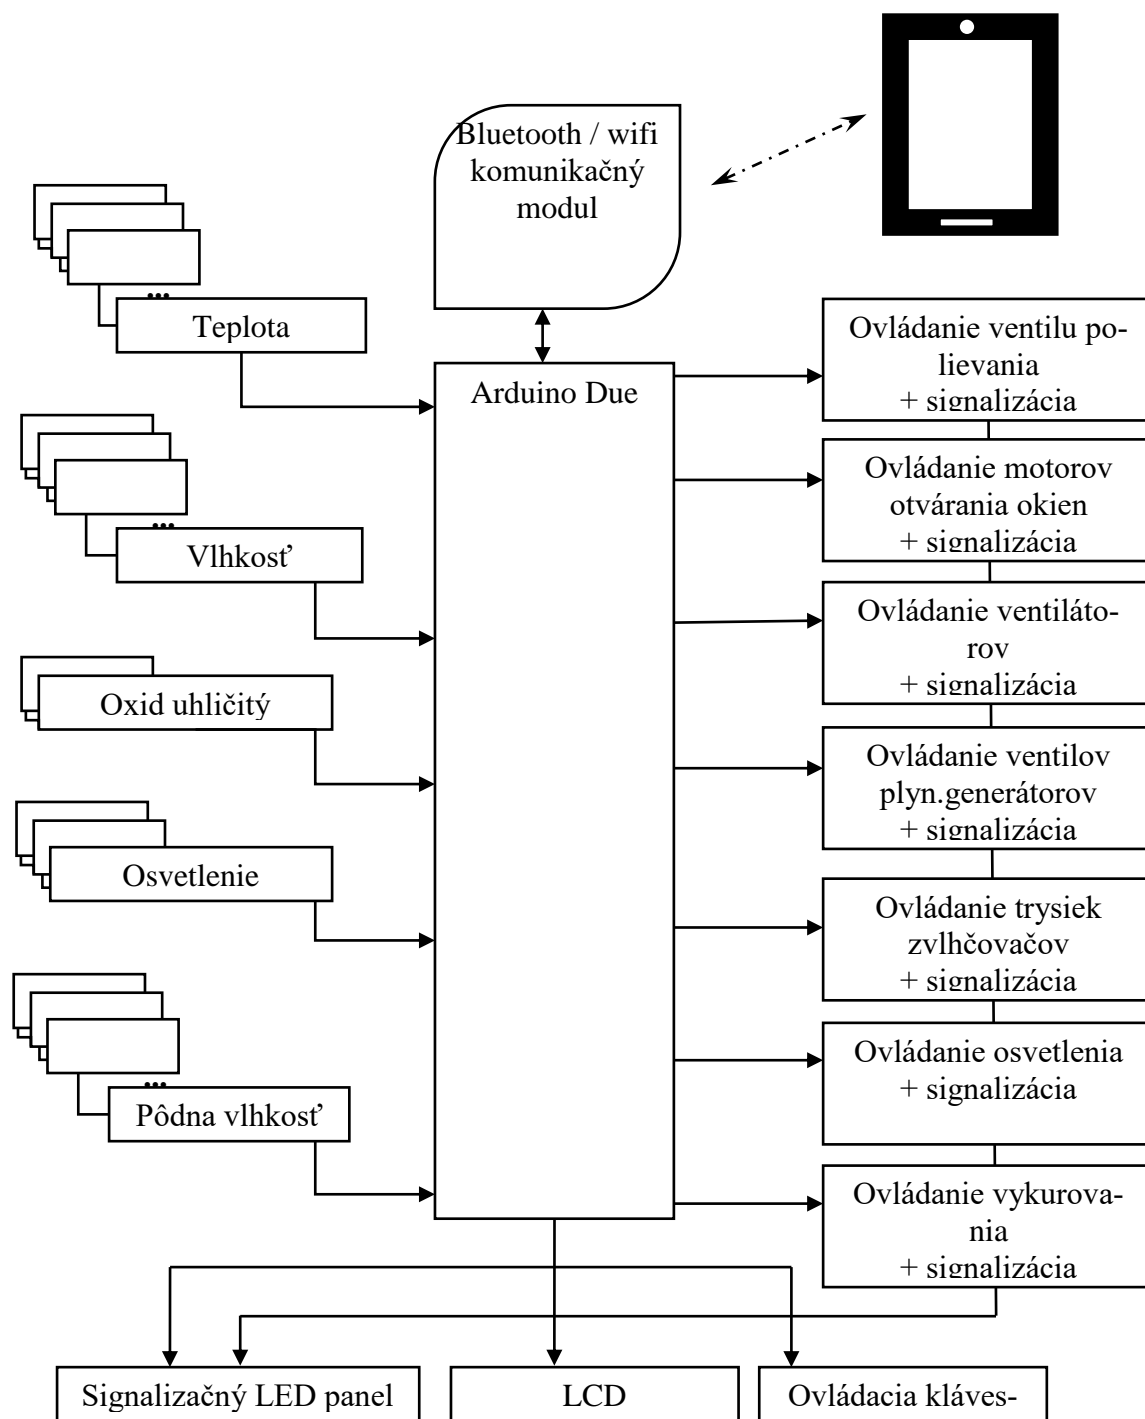 Bluetooth / wifi
komunikačný
modul
Teplota
Vlhkosť
Oxid uhličitý
Osvetlenie
Pôdna vlhkosť
Arduino Due
Ovládanie ventilu po-
lievania
+ signalizácia
Ovládanie motorov
otvárania okien
+ signalizácia
Ovládanie ventiláto-
rov
+ signalizácia
Ovládanie ventilov
plyn.generátorov
+ signalizácia
Ovládanie trysiek
zvlhčovačov
+ signalizácia
Ovládanie osvetlenia
+ signalizácia
Ovládanie vykurova-
nia
+ signalizácia
Signalizačný LED panel
LCD
Ovládacia kláves-